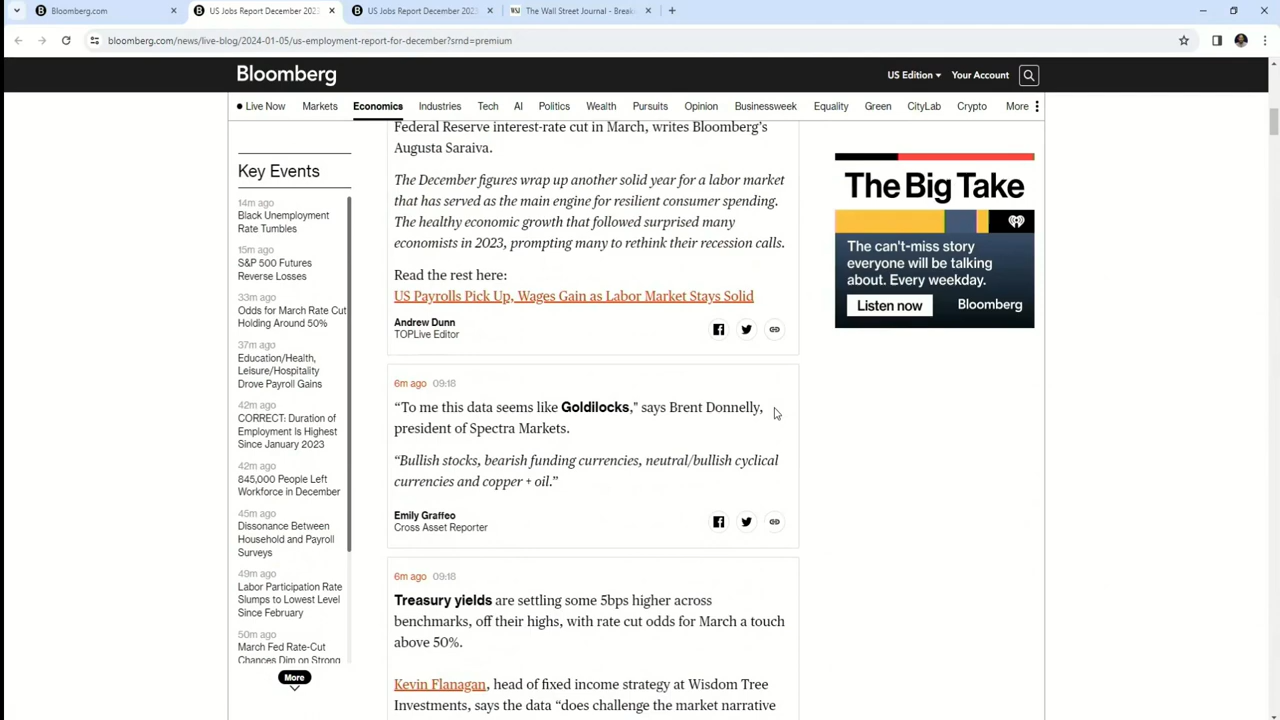 Bloomberg.com
US Jobs Report December 202
US Jobs Report December 202
The Wall Street Journal - Break
bloomberg.com/news/live-blog/2024-01-05/us-employment-report-for-december?srnd=premium
Bloomberg
US Edition
Your Account
Live Now
Markets
Economics
Industries
Tech
AI
Politics
Wealth
Pursuits
Opinion
Businessweek
Equality
Green
CityLab
Crypto
More
Key Events
14m ago
Black Unemployment
Rate Tumbles
15m ago
S&P 500 Futures
Reverse Losses
33m ago
Odds for March Rate Cut
Holding Around 50%
37m ago
Education/Health,
Leisure/Hospitality
Drove Payroll Gains
42m ago
CORRECT: Duration of
Employment Is Highest
Since January 2023
42m ago
845,000 People Left
Workforce in December
45m ago
Dissonance Between
Household and Payroll
Surveys
49m ago
Labor Participation Rate
Slumps to Lowest Level
Since February
50m ago
March Fed Rate-Cut
Chances Dim on Strong
More
Federal Reserve interest-rate cut in March, writes Bloomberg’s
Augusta Saraiva.
The December figures wrap up another solid year for a labor market
that has served as the main engine for resilient consumer spending.
The healthy economic growth that followed surprised many
economists in 2023, prompting many to rethink their recession calls.
Read the rest here:
US Payrolls Pick Up, Wages Gain as Labor Market Stays Solid
Andrew Dunn
TOPLive Editor
6m ago 09:18
“To me this data seems like Goldilocks," says Brent Donnelly,
president of Spectra Markets.
“Bullish stocks, bearish funding currencies, neutral/bullish cyclical
currencies and copper + oil.”
Emily Graffeo
Cross Asset Reporter
6m ago 09:18
Treasury yields are settling some 5bps higher across
benchmarks, off their highs, with rate cut odds for March a touch
above 50%.
Kevin Flanagan, head of fixed income strategy at Wisdom Tree
Investments, says the data “does challenge the market narrative
The Big Take
The can't-miss story
everyone will be talking
about. Every weekday.
Listen now
Bloomberg